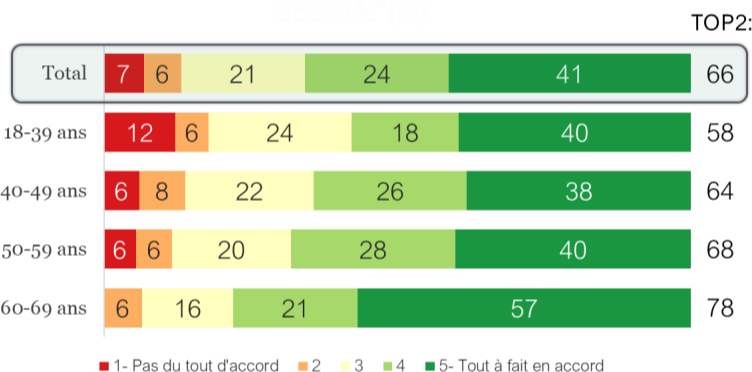 TOP2:
Total 7 6 21 24 41 66
18-39 ans 12 6 24 18 40 58
40-49 ans 6 8 22 26 38 64
50-59 ans 6 6 20 28 40 68
60-69 ans 6 16 21 57 78
1- Pas du tout d'accord 2 3 4 5- Tout à fait en accord